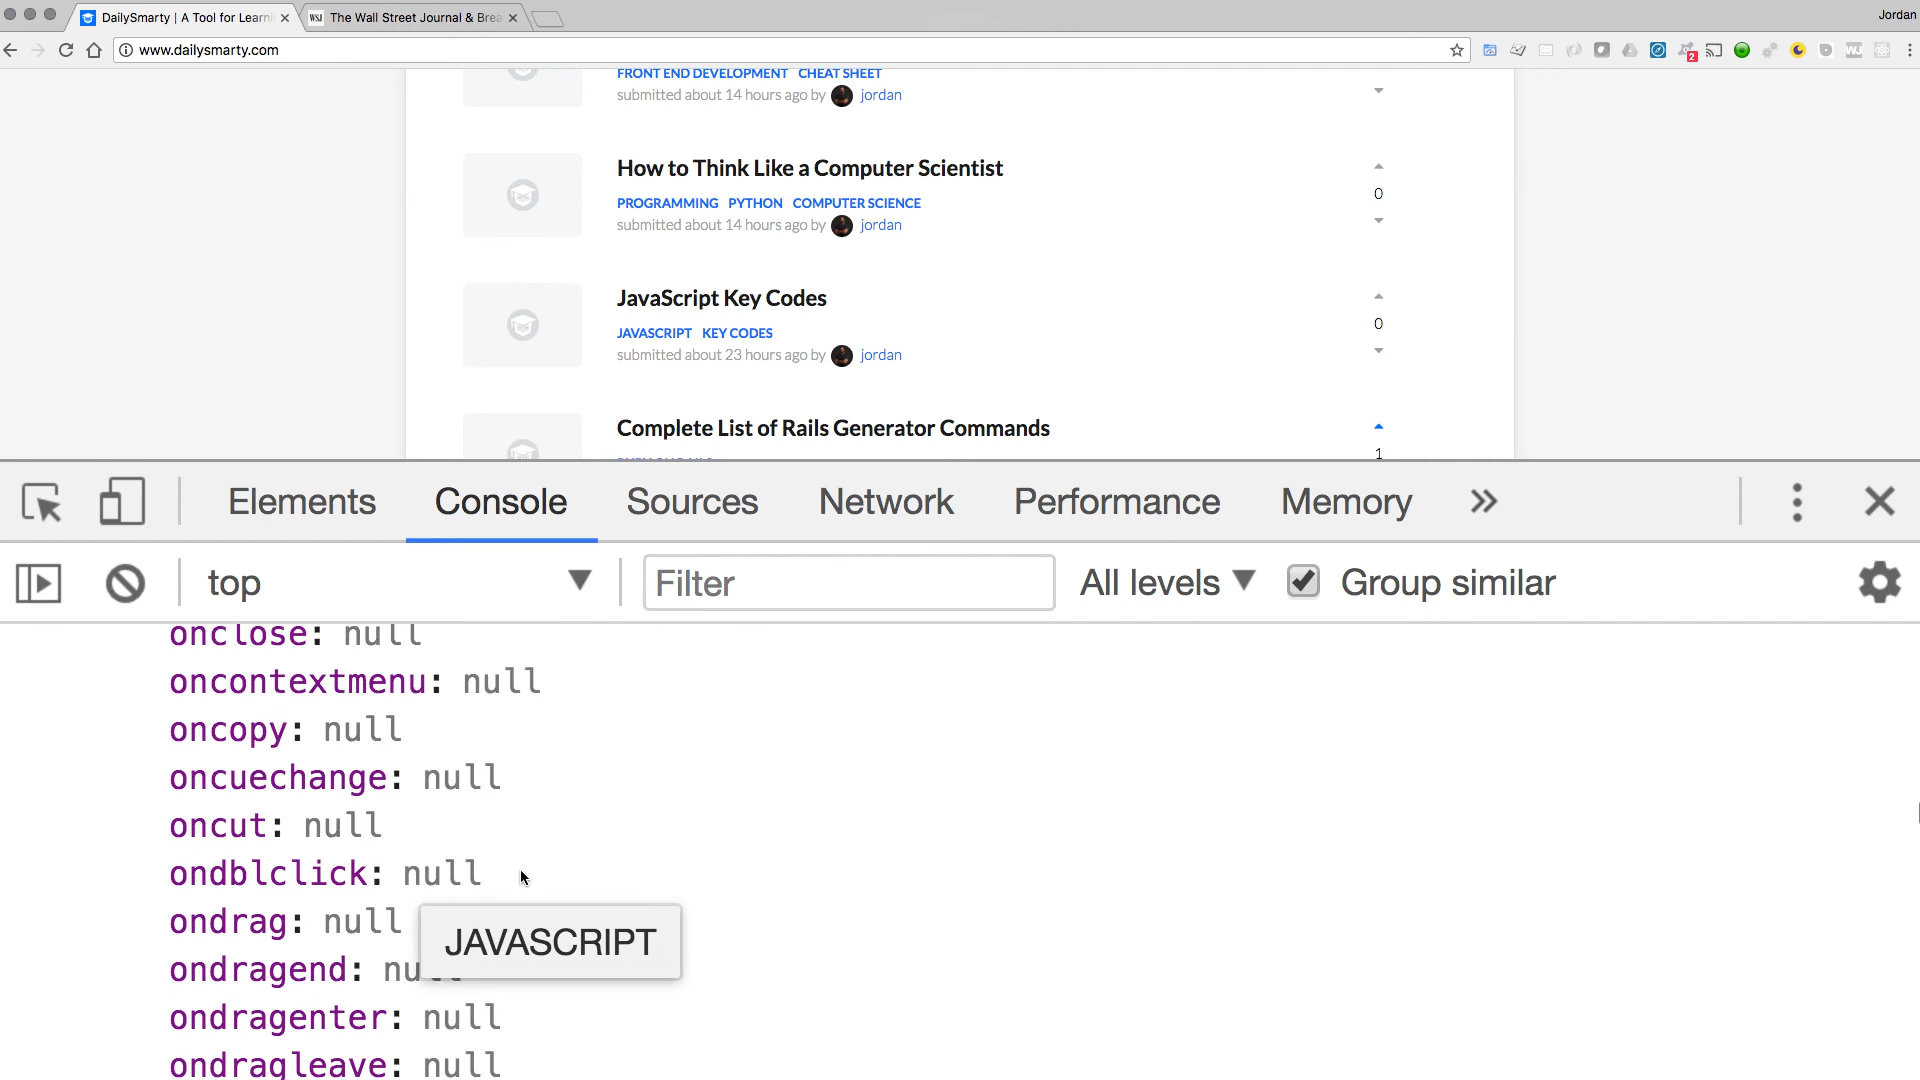 DailySmarty | A Tool for Learni
The Wall Street Journal & Brea
Jordan
www.dailysmarty.com
2
FRONT END DEVELOPMENT CHEAT SHEET
submitted about 14 hours ago by jordan
How to Think Like a Computer Scientist
0
PROGRAMMING PYTHON COMPUTER SCIENCE
submitted about 14 hours ago by jordan
JavaScript Key Codes
0
JAVASCRIPT KEY CODES
submitted about 23 hours ago by jordan
Complete List of Rails Generator Commands
1
Elements Console Sources Network Performance Memory
top Filter All levels Group similar
onclose: null
oncontextmenu: null
oncopy: null
oncuechange: null
oncut: null
ondblclick: null
ondrag: null
JAVASCRIPT
ondragend: null
ondragenter: null
ondragleave: null